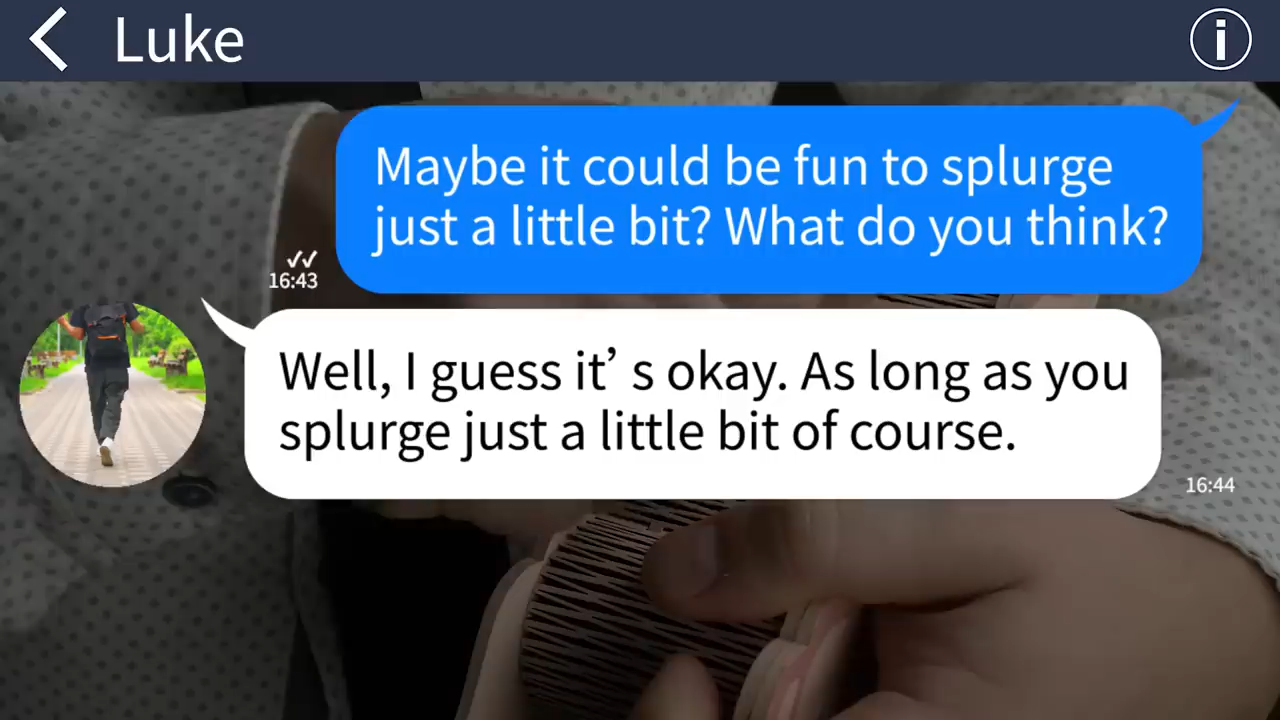 Luke
Maybe it could be fun to splurge
just a little bit? What do you think?
16:43
Well, I guess it’s okay. As long as you
splurge just a little bit of course.
16:44